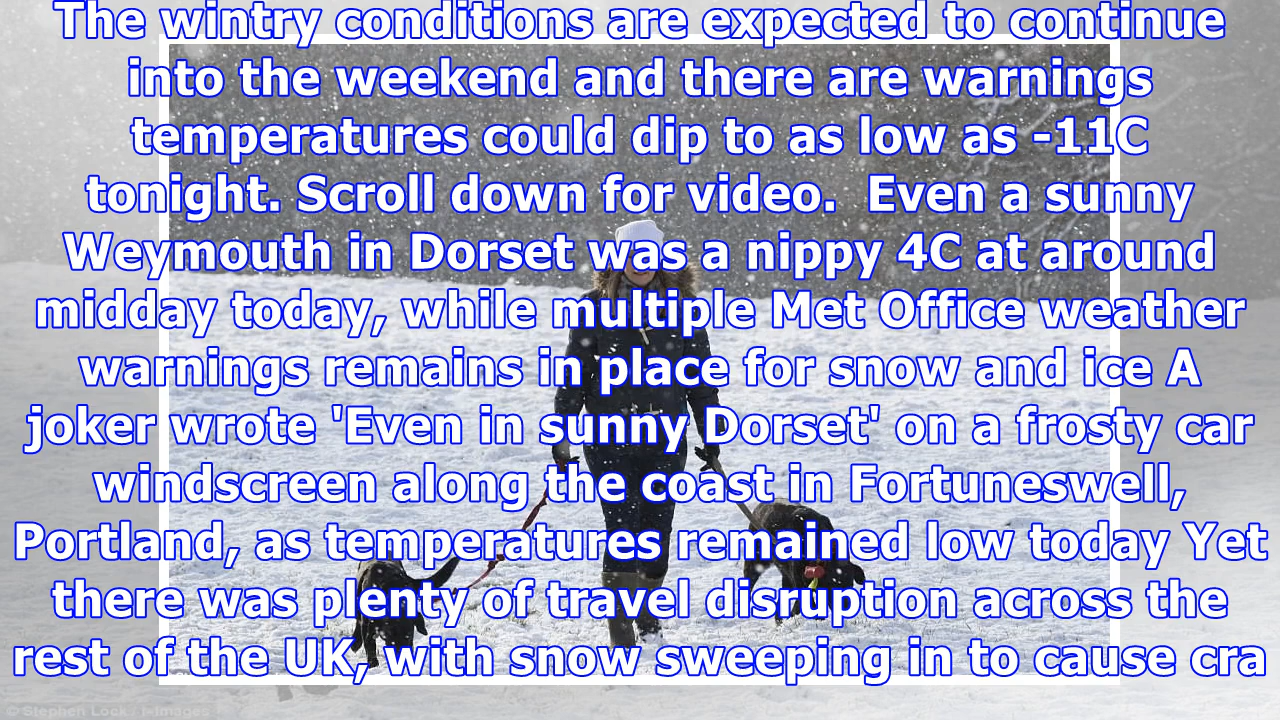 The wintry conditions are expected to continue
into the weekend and there are warnings
temperatures could dip to as low as -11C
tonight. Scroll down for video.  Even a sunny
Weymouth in Dorset was a nippy 4C at around
midday today, while multiple Met Office weather
warnings remains in place for snow and ice A
joker wrote 'Even in sunny Dorset' on a frosty car
windscreen along the coast in Fortuneswell,
Portland, as temperatures remained low today Yet
there was plenty of travel disruption across the
rest of the UK, with snow sweeping in to cause cra
© Stephen Lock / i-Images